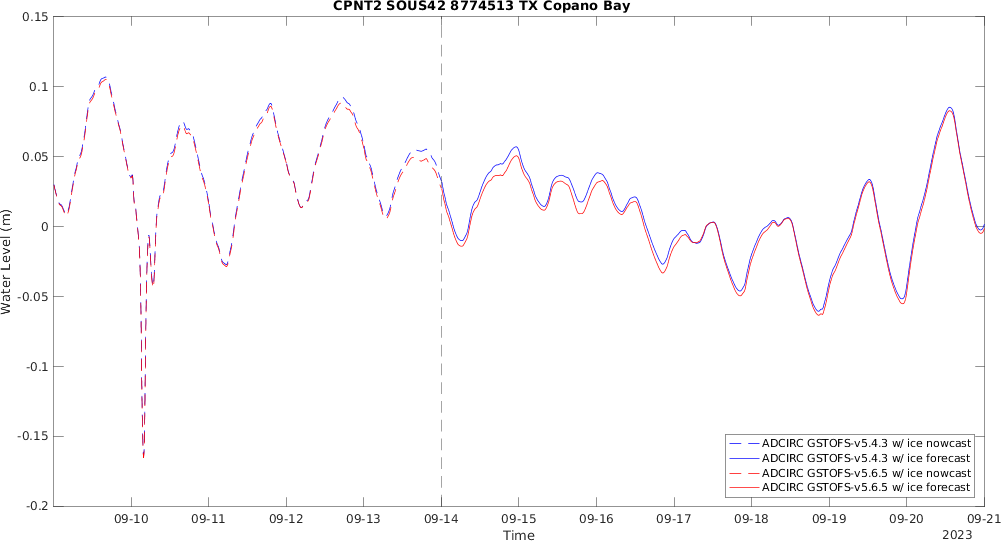 CPNT2 SOUS42 8774513 TX Copano Bay
0.15
0.1
0.05
0
-0.05
-0.1
-0.15
-0.2
Water Level (m)
ADCIRC GSTOFS-v5.4.3 w/ ice nowcast
ADCIRC GSTOFS-v5.4.3 w/ ice forecast
ADCIRC GSTOFS-v5.6.5 w/ ice nowcast
ADCIRC GSTOFS-v5.6.5 w/ ice forecast
09-10 09-11 09-12 09-13 09-14 09-15 09-16 09-17 09-18 09-19 09-20 09-21
Time
2023